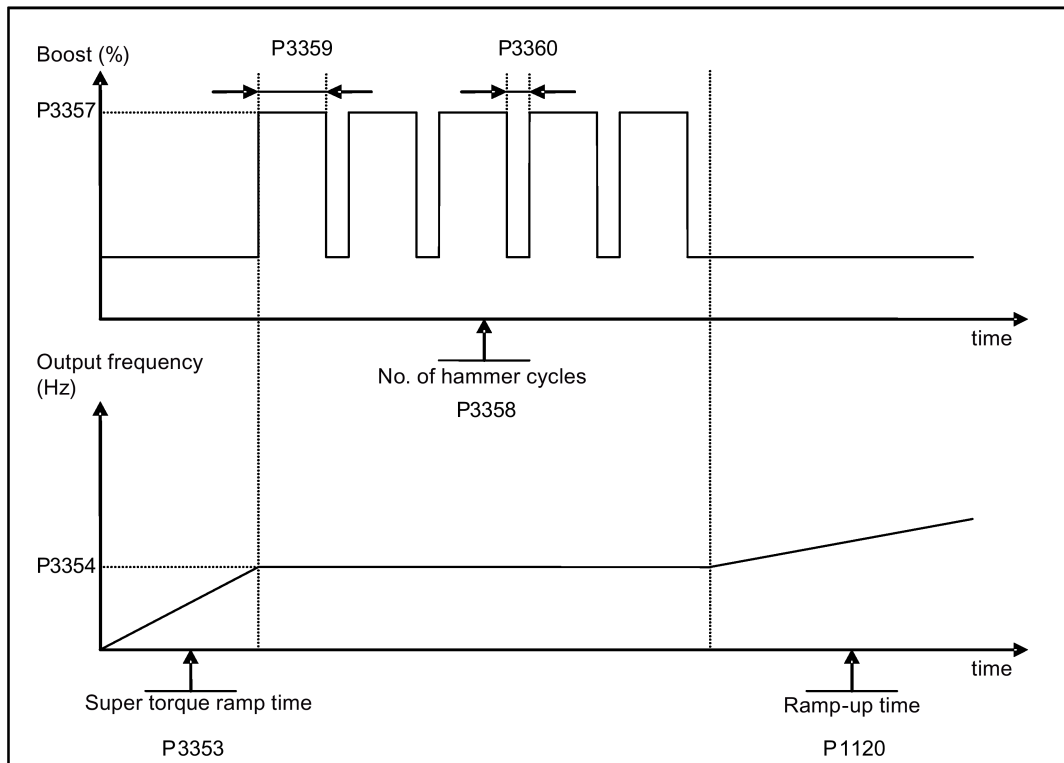 P3359
P3360
Boost (%)
P3357
time
No. of hammer cycles
P3358
Output frequency
(Hz)
P3354
time
Super torque ramp time
P3353
Ramp-up time
P1120